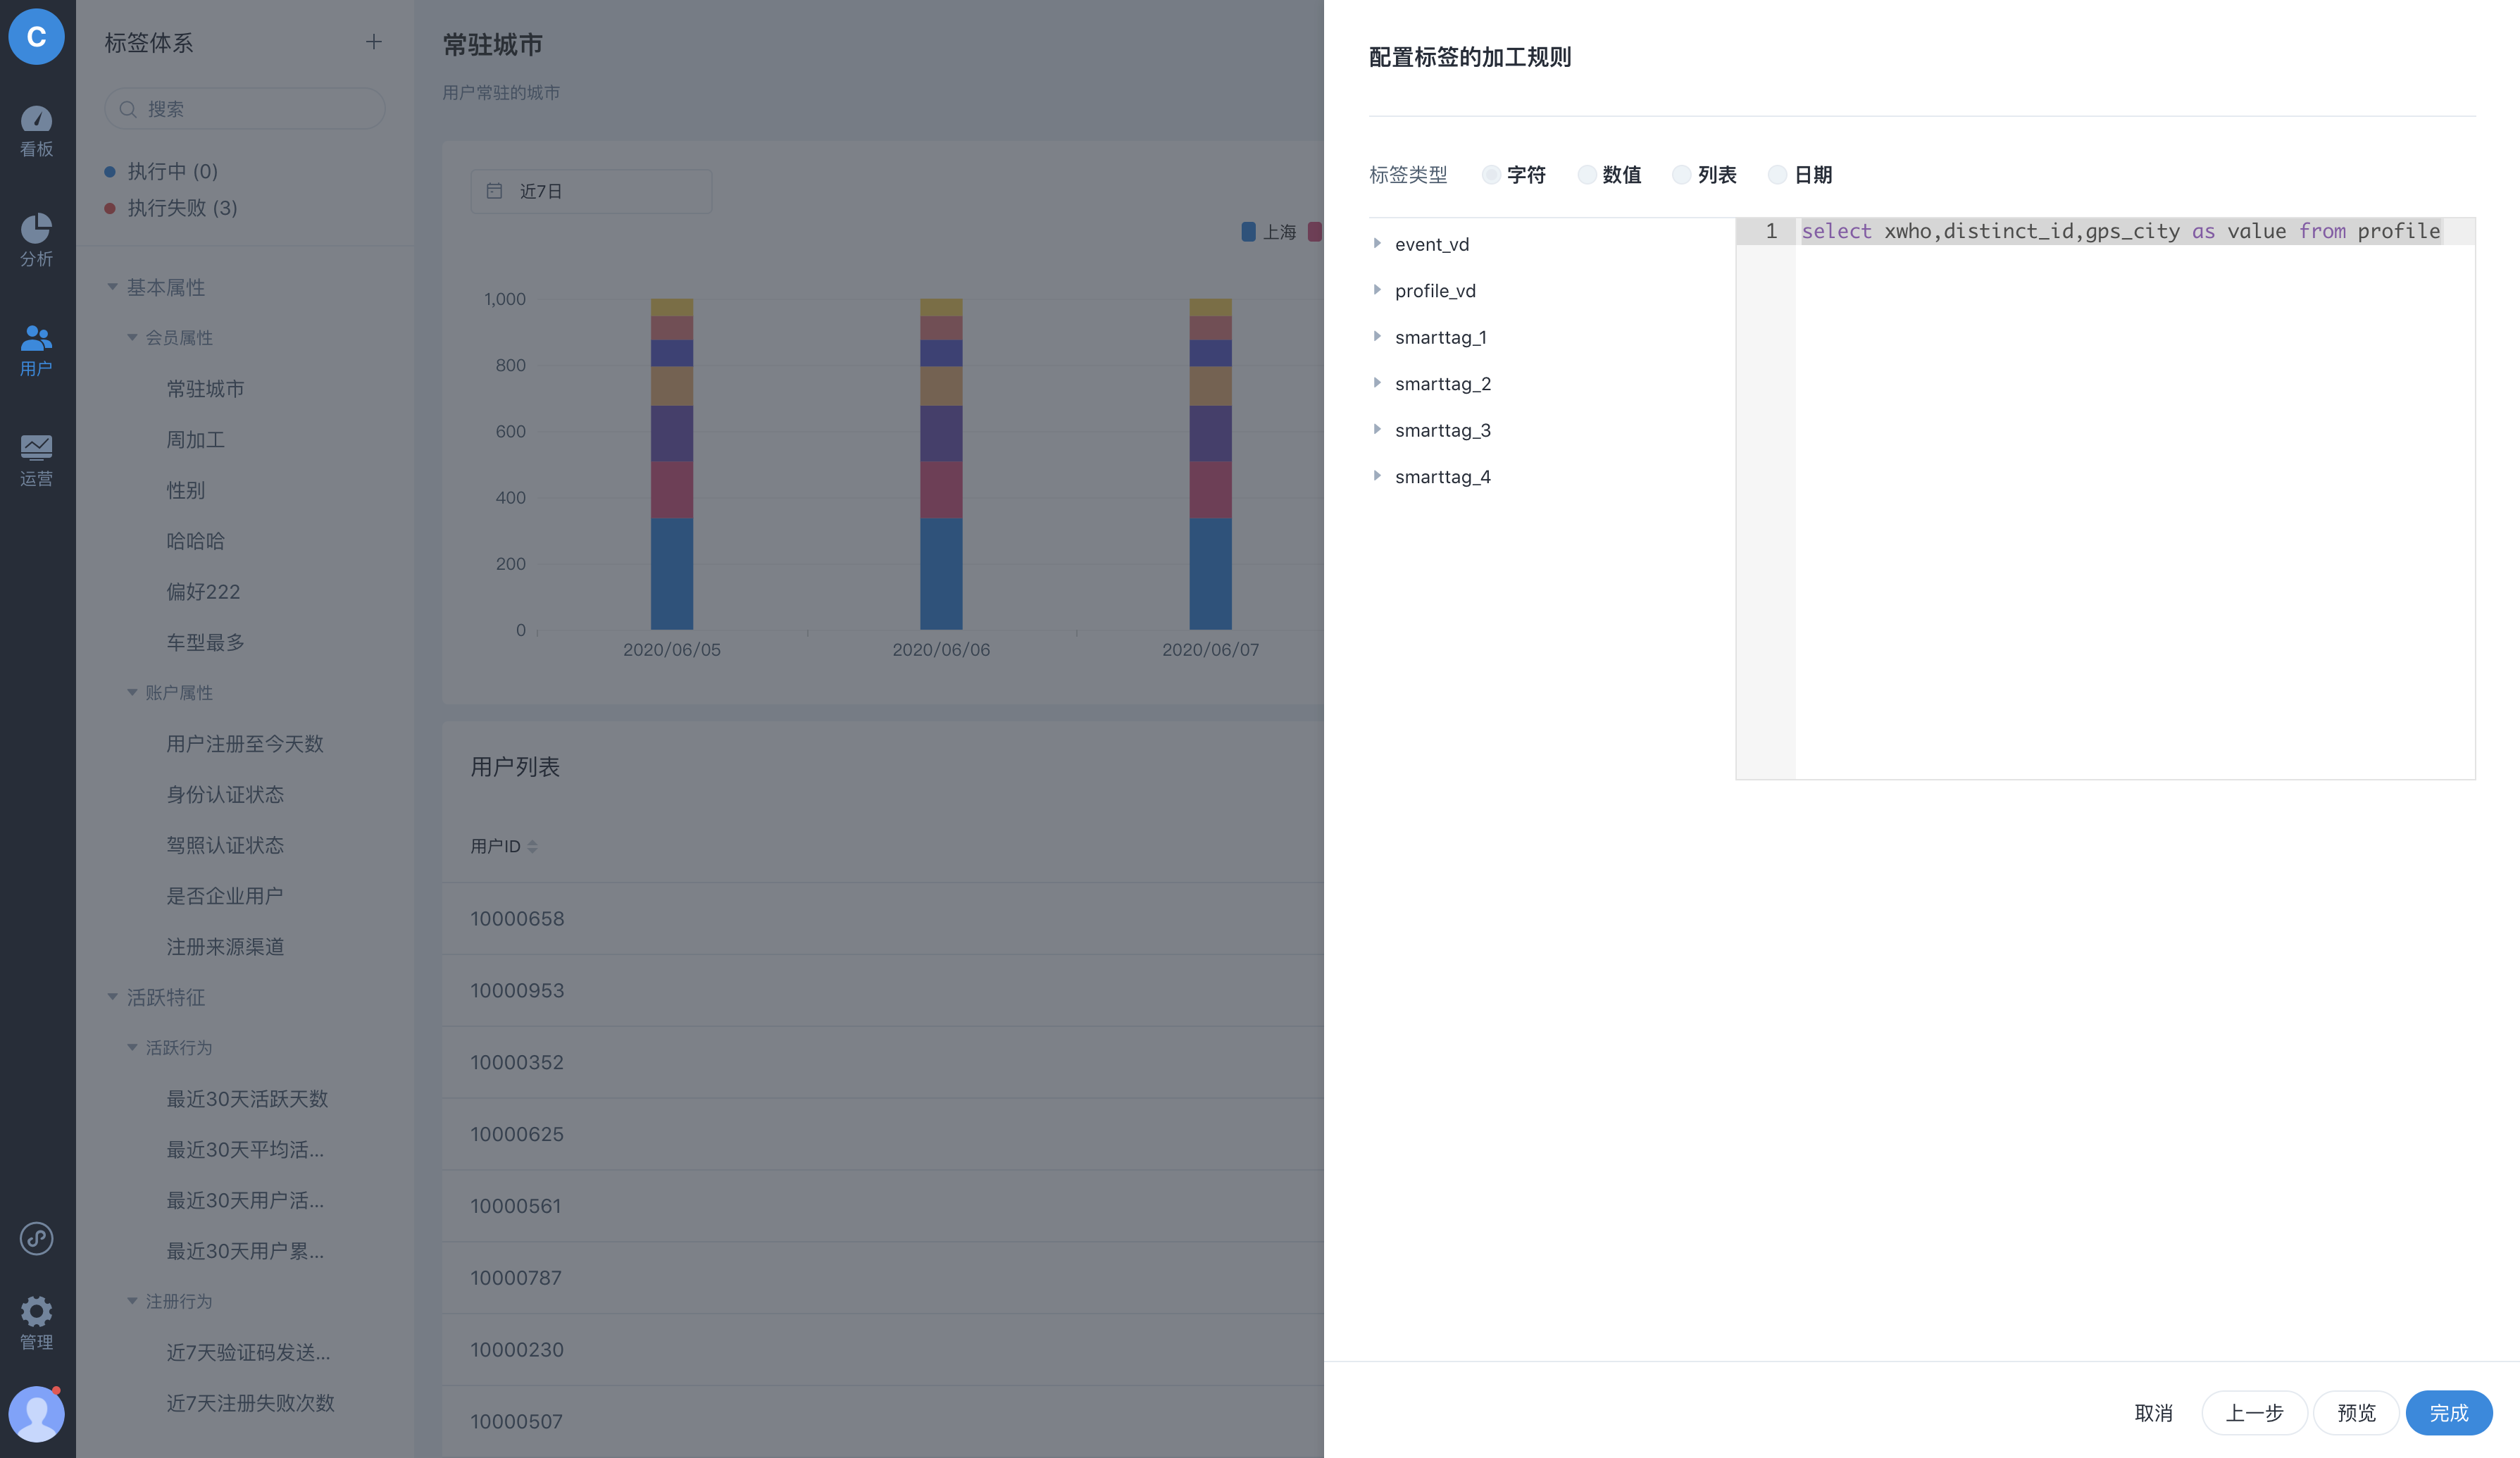 C
看板
分析
用户
运营
管理
标签体系
搜索
执行中 (0)
执行失败 (3)
基本属性
会员属性
常驻城市
周加工
性别
哈哈哈
偏好222
车型最多
账户属性
用户注册至今天数
身份认证状态
驾照认证状态
是否企业用户
注册来源渠道
活跃特征
活跃行为
最近30天活跃天数
最近30天平均活...
最近30天用户活...
最近30天用户累...
注册行为
近7天验证码发送...
近7天注册失败次数
常驻城市
用户常驻的城市
近7日
上海
1,000
800
600
400
200
0
2020/06/05
2020/06/06
2020/06/07
用户列表
用户ID
10000658
10000953
10000352
10000625
10000561
10000787
10000230
10000507
配置标签的加工规则
标签类型 字符 数值 列表 日期
event_vd
profile_vd
smarttag_1
smarttag_2
smarttag_3
smarttag_4
1 select xwho,distinct_id,gps_city as value from profile
取消 上一步 预览 完成